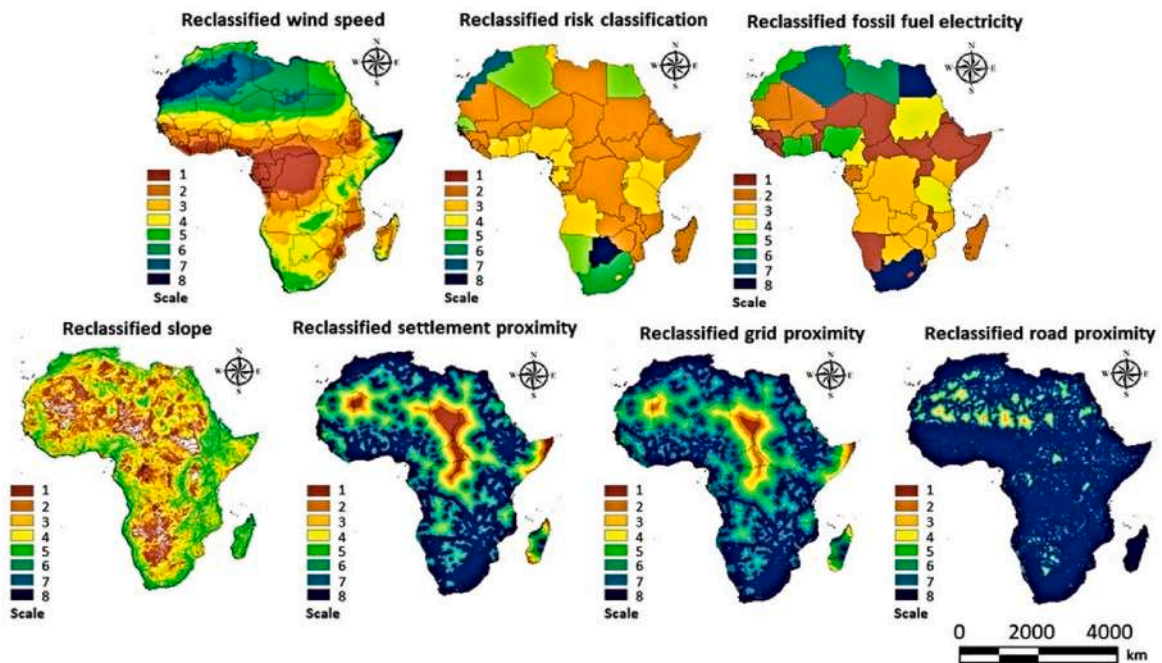 Reclassified wind speed
Reclassified risk classification
Reclassified fossil fuel electricity
N
W
E
S
N
W
E
S
N
W
E
S
1
2
3
4
5
6
7
8
Scale
1
2
3
4
5
6
7
8
Scale
1
2
3
4
5
6
7
8
Scale
Reclassified slope
Reclassified settlement proximity
Reclassified grid proximity
Reclassified road proximity
N
W
E
S
N
W
E
S
N
W
E
S
N
W
E
S
1
2
3
4
5
6
7
8
Scale
1
2
3
4
5
6
7
8
Scale
1
2
3
4
5
6
7
8
Scale
1
2
3
4
5
6
7
8
Scale
0 2000 4000
km